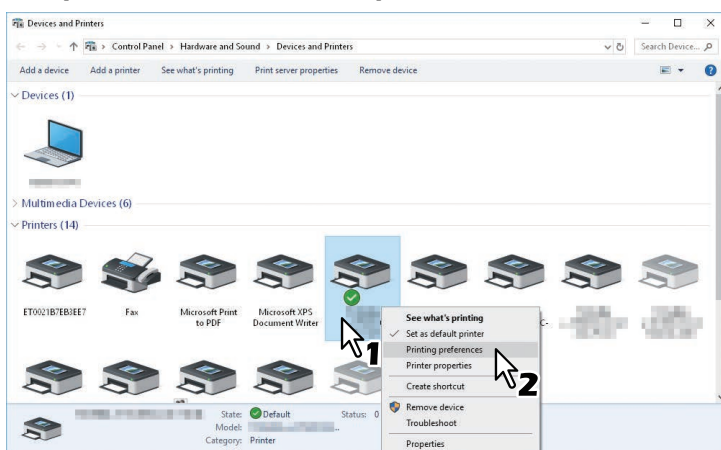 Devices and Printers
Control Panel > Hardware and Sound > Devices and Printers
Search Device...
Add a device Add a printer See what's printing Print server properties Remove device
Devices (1)
Multimedia Devices (6)
Printers (14)
ET0021B7EB3EE7 Fax Microsoft Print Microsoft XPS
to PDF Document Writer
See what's printing
Set as default printer
Printing preferences
Printer properties
Create shortcut
Remove device
Troubleshoot
Properties
1
2
State: Default Status: 0
Model:
Category: Printer